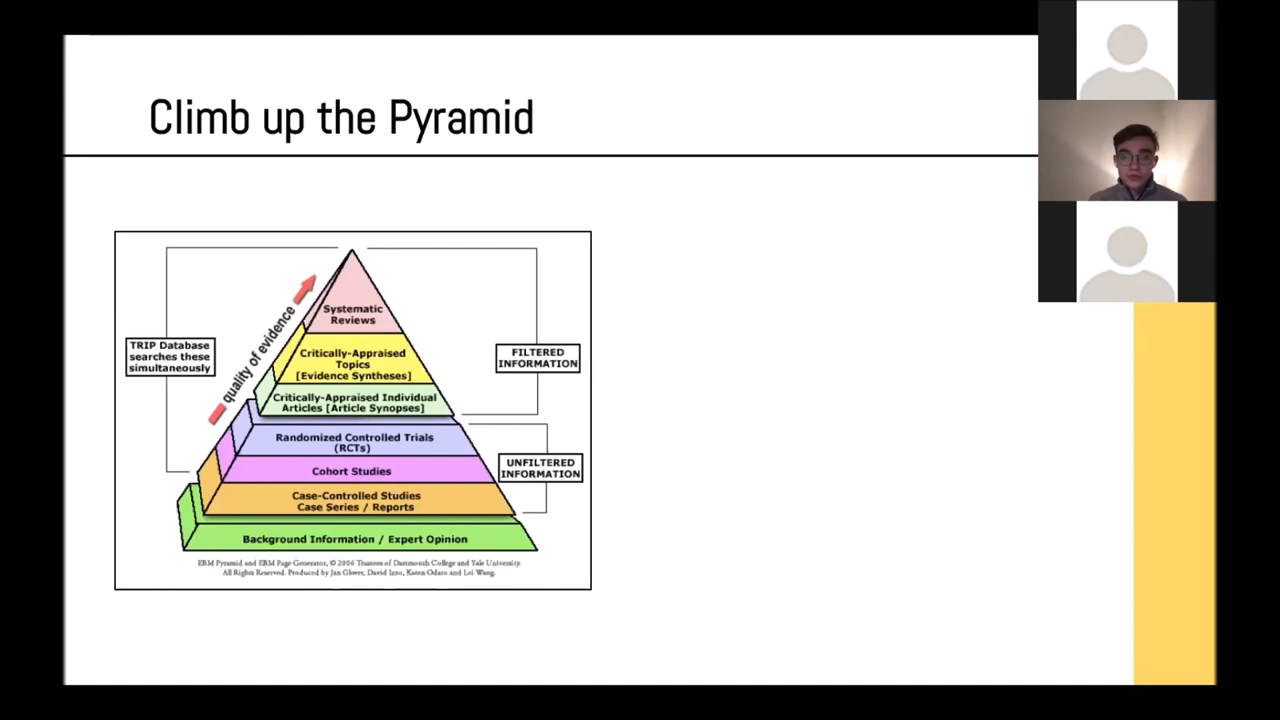 Climb up the Pyramid
quality of evidence
TRIP Database
searches these
simultaneously
FILTERED
INFORMATION
UNFILTERED
INFORMATION
Systematic
Reviews
Critically-Appraised
Topics
[Evidence Syntheses]
Critically-Appraised Individual
Articles [Article Synopses]
Randomized Controlled Trials
(RCTs)
Cohort Studies
Case-Controlled Studies
Case Series / Reports
Background Information / Expert Opinion
EBM Pyramid and EBM Page Generator, © 2006 Trustees of Dartmouth College and Yale University.
All Rights Reserved. Produced by Jan Glover, David Izzo, Karen Odato and Lei Wang.